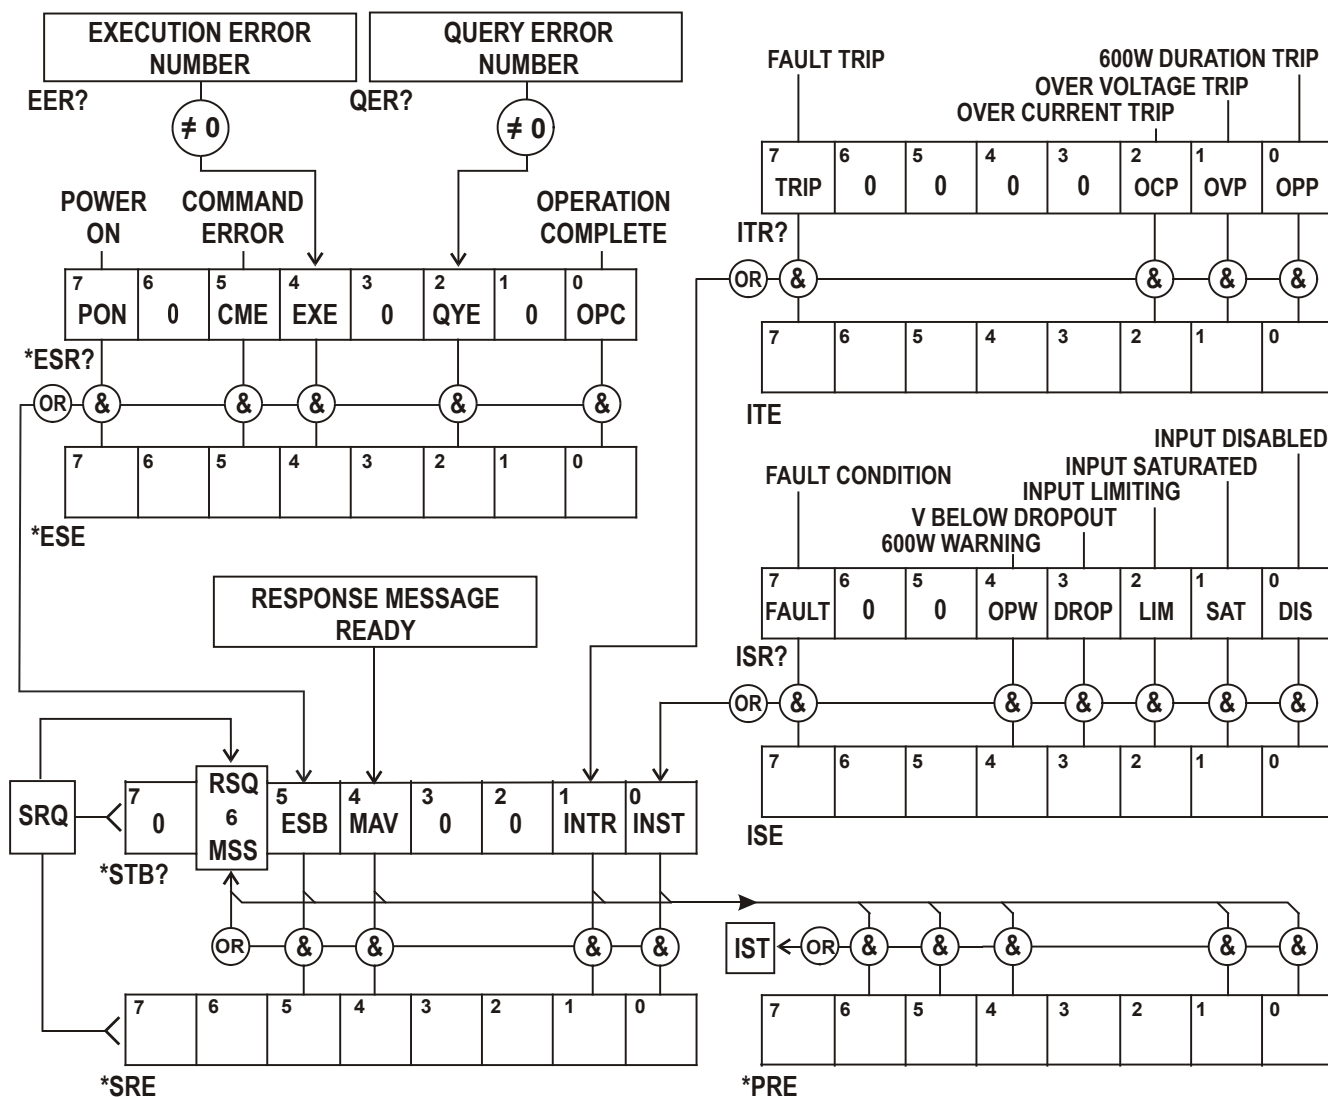 EXECUTION ERROR
NUMBER
EER?
≠ 0
QUERY ERROR
NUMBER
QER?
≠ 0
POWER
ON
COMMAND
ERROR
OPERATION
COMPLETE
7 6 5 4 3 2 1 0
PON 0 CME EXE 0 QYE 0 OPC
*ESR?
OR & & & & &
7 6 5 4 3 2 1 0
*ESE
FAULT TRIP
600W DURATION TRIP
OVER VOLTAGE TRIP
OVER CURRENT TRIP
7 6 5 4 3 2 1 0
TRIP 0 0 0 0 OCP OVP OPP
ITR?
OR & & & &
7 6 5 4 3 2 1 0
ITE
INPUT DISABLED
INPUT SATURATED
FAULT CONDITION
INPUT LIMITING
V BELOW DROPOUT
600W WARNING
7 6 5 4 3 2 1 0
FAULT 0 0 OPW DROP LIM SAT DIS
ISR?
OR & & & & & &
7 6 5 4 3 2 1 0
ISE
RESPONSE MESSAGE
READY
SRQ
7 RSQ 5 4 3 2 1 0
0 6 ESB MAV 0 0 INTR INST
MSS
*STB?
OR & & & &
7 6 5 4 3 2 1 0
*SRE
IST OR & & & & &
7 6 5 4 3 2 1 0
*PRE